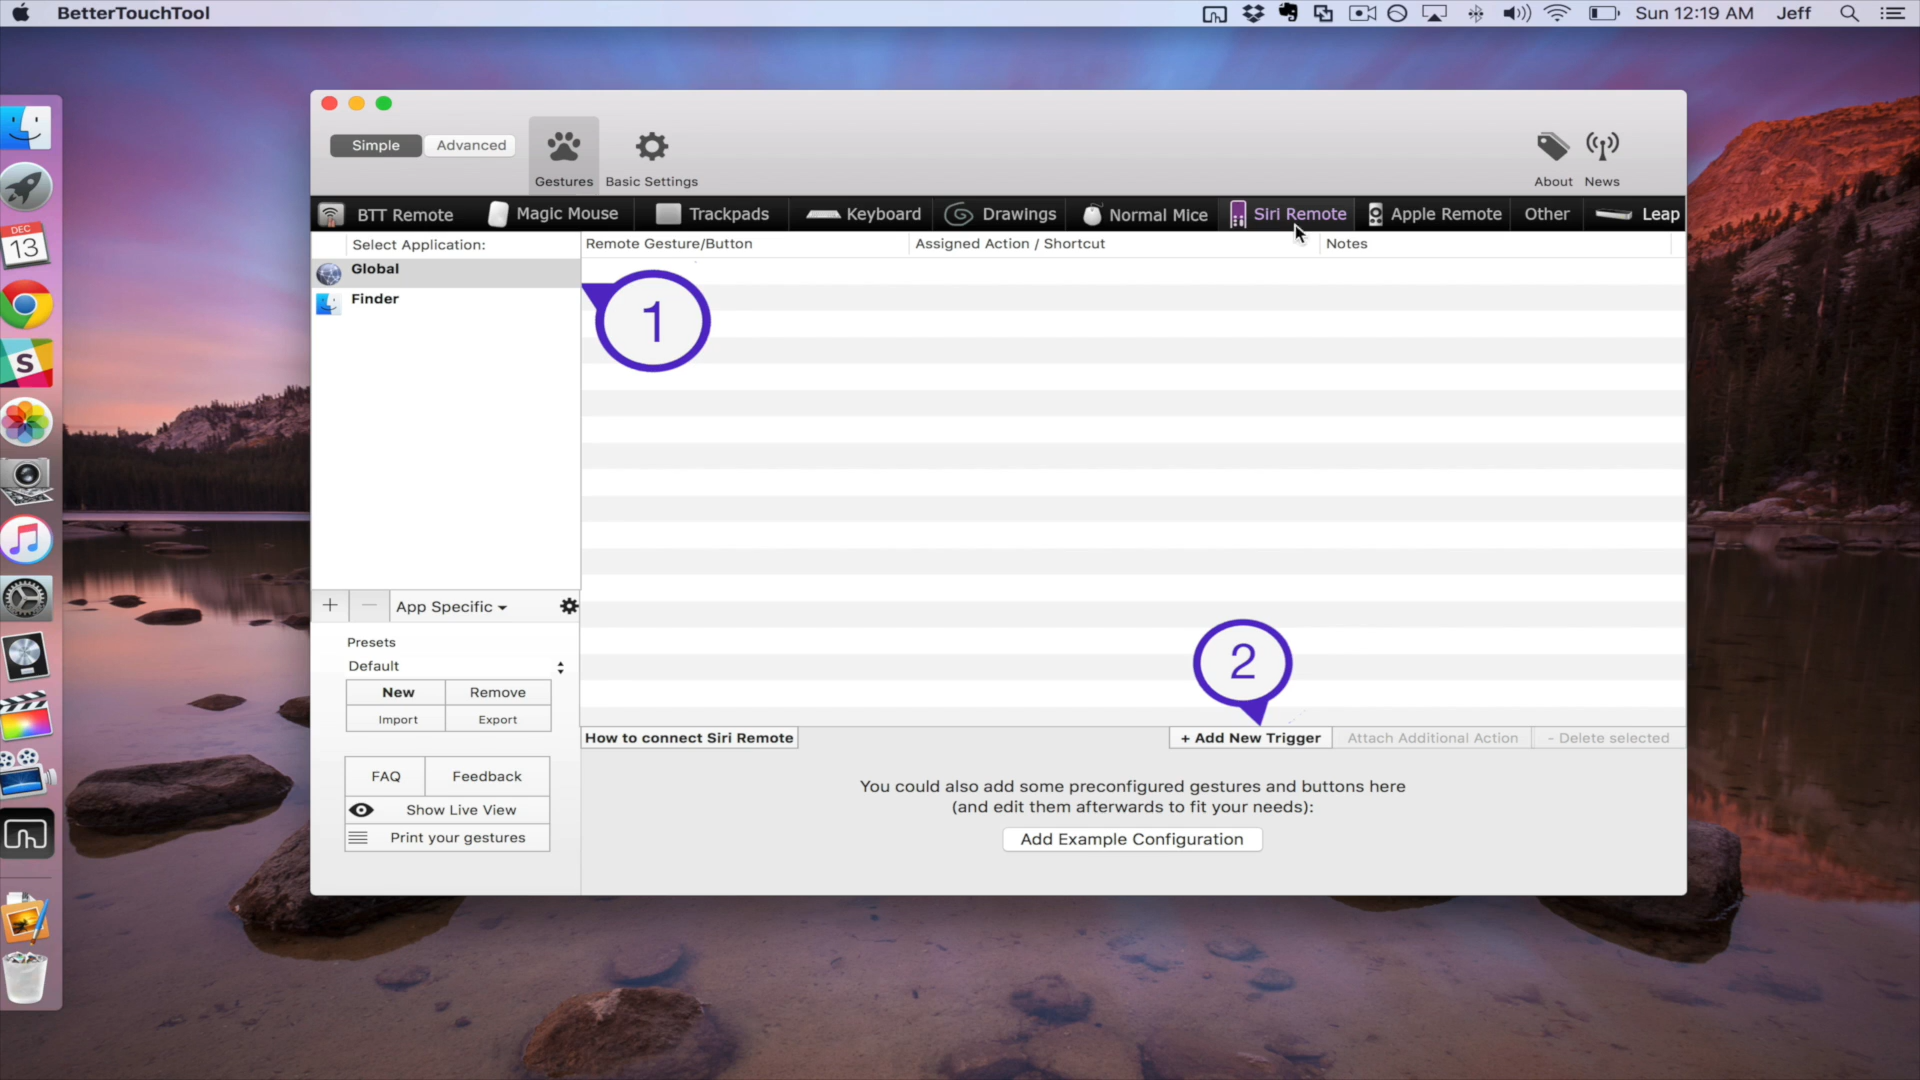 BetterTouchTool
Sun 12:19 AM Jeff
Simple Advanced
Gestures Basic Settings
About News
BTT Remote Magic Mouse Trackpads Keyboard Drawings Normal Mice Siri Remote Apple Remote Other Leap
Select Application: Remote Gesture/Button Assigned Action / Shortcut Notes
Global
Finder
1
DEC
13
S
App Specific
2
Presets
Default
New Remove
Import Export
How to connect Siri Remote + Add New Trigger Attach Additional Action - Delete selected
FAQ Feedback
Show Live View
Print your gestures
You could also add some preconfigured gestures and buttons here
(and edit them afterwards to fit your needs):
Add Example Configuration